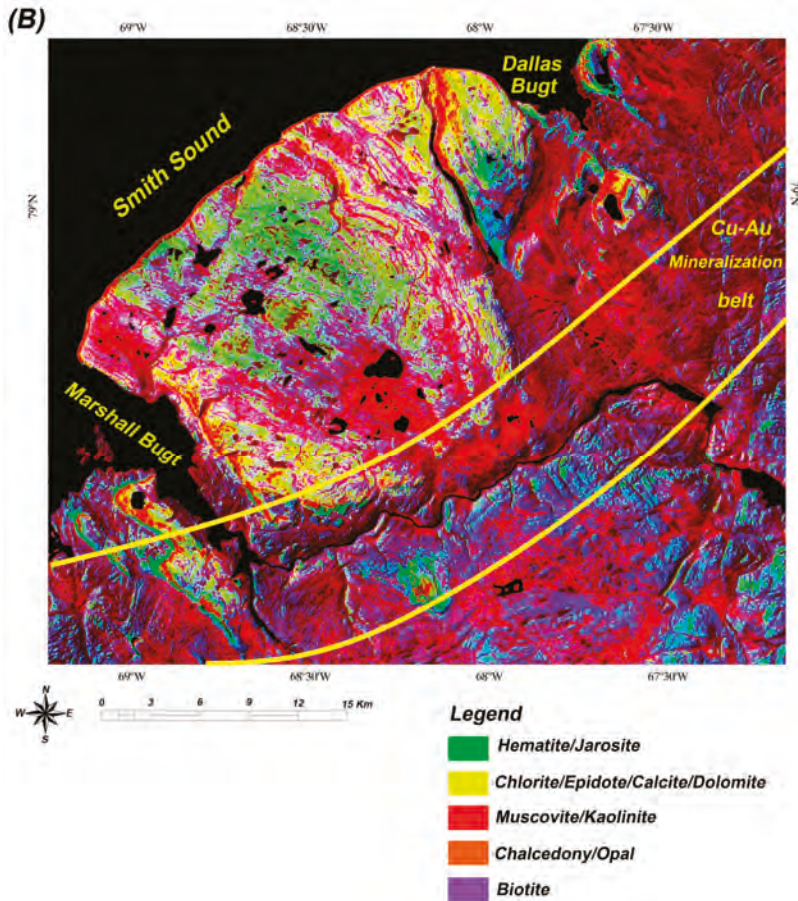 (B)
69°W 68°30'W 68°W 67°30'W
Dallas
Bugt
Smith Sound
79°N
79°N
Cu-Au
Mineralization
belt
Marshall Bugt
69°W 68°30'W 68°W 67°30'W
N
W E
S
0 3 6 9 12 15 Km
Legend
Hematite/Jarosite
Chlorite/Epidote/Calcite/Dolomite
Muscovite/Kaolinite
Chalcedony/Opal
Biotite